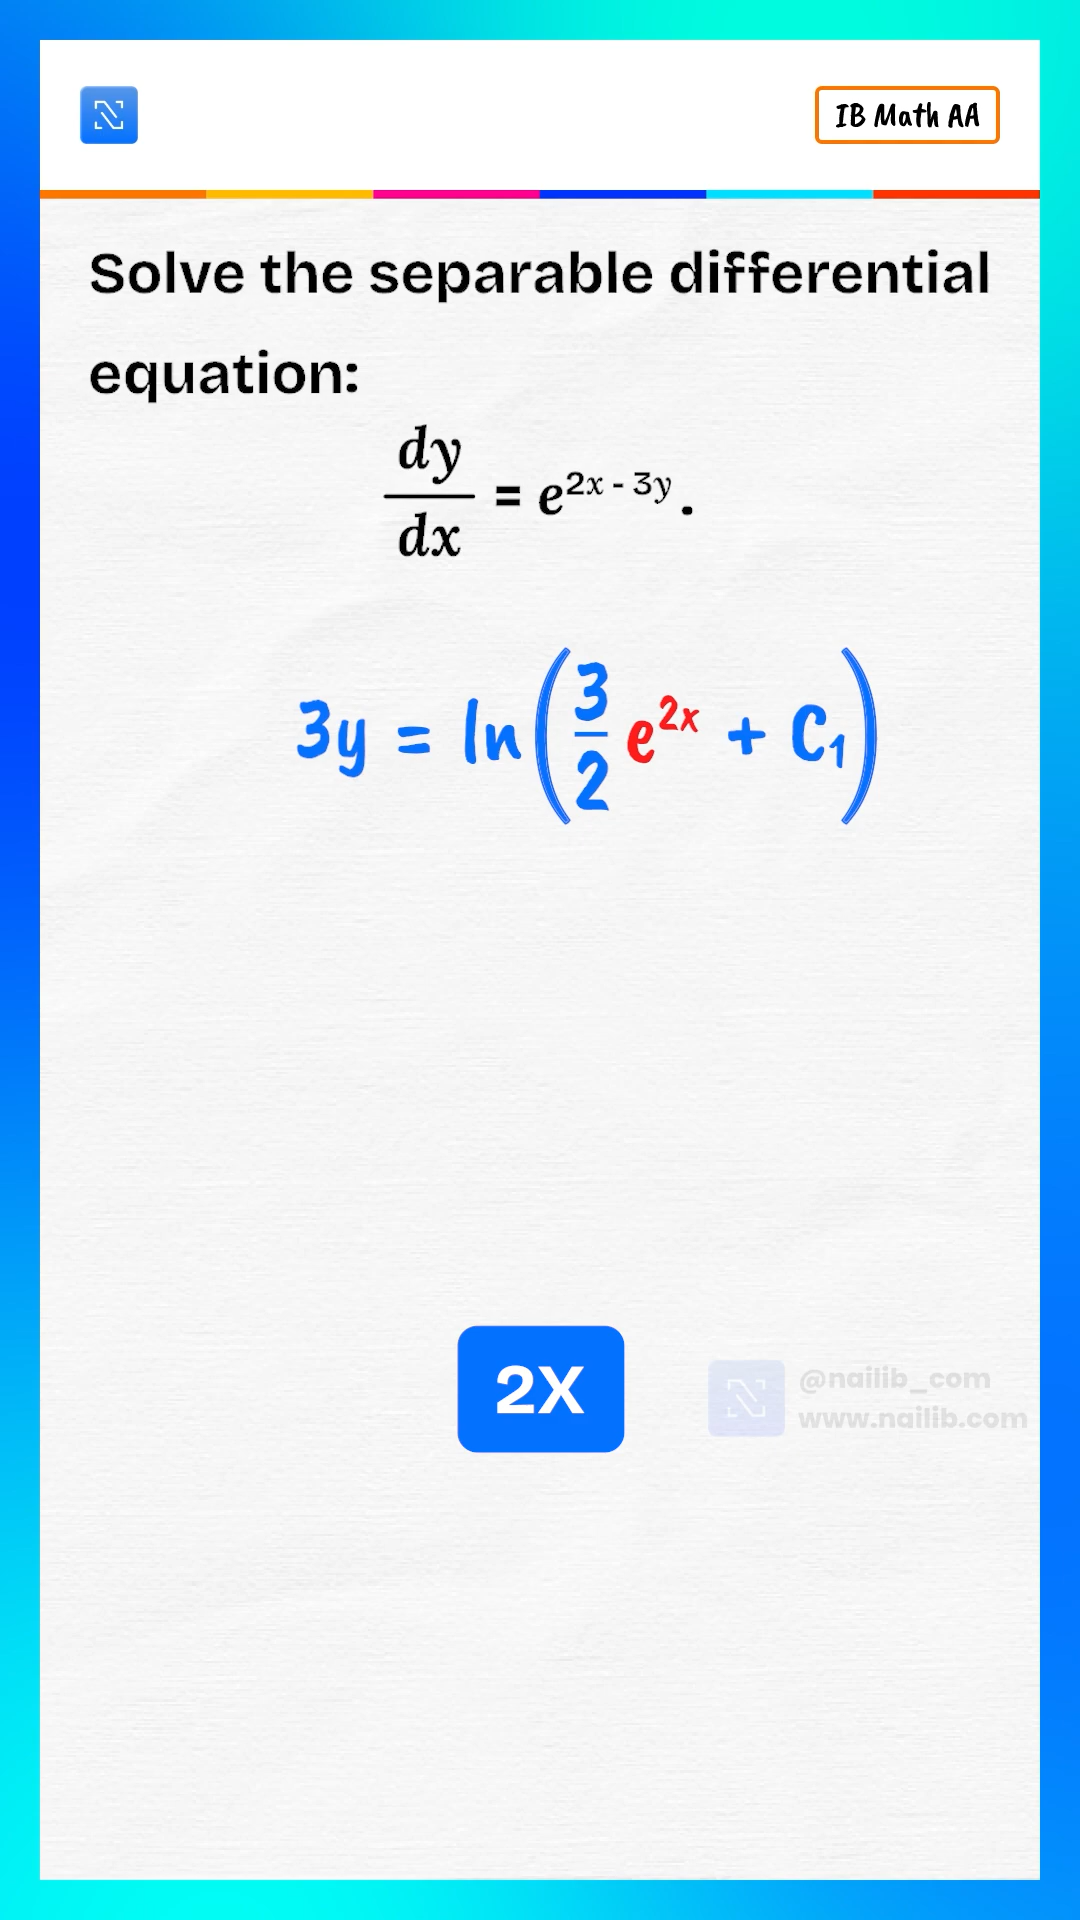 IB Math AA
Solve the separable differential
equation:
dy/dx = e^(2x - 3y).
3y = ln(3/2 e^(2x) + C₁)
2X
@nailib_com
www.nailib.com